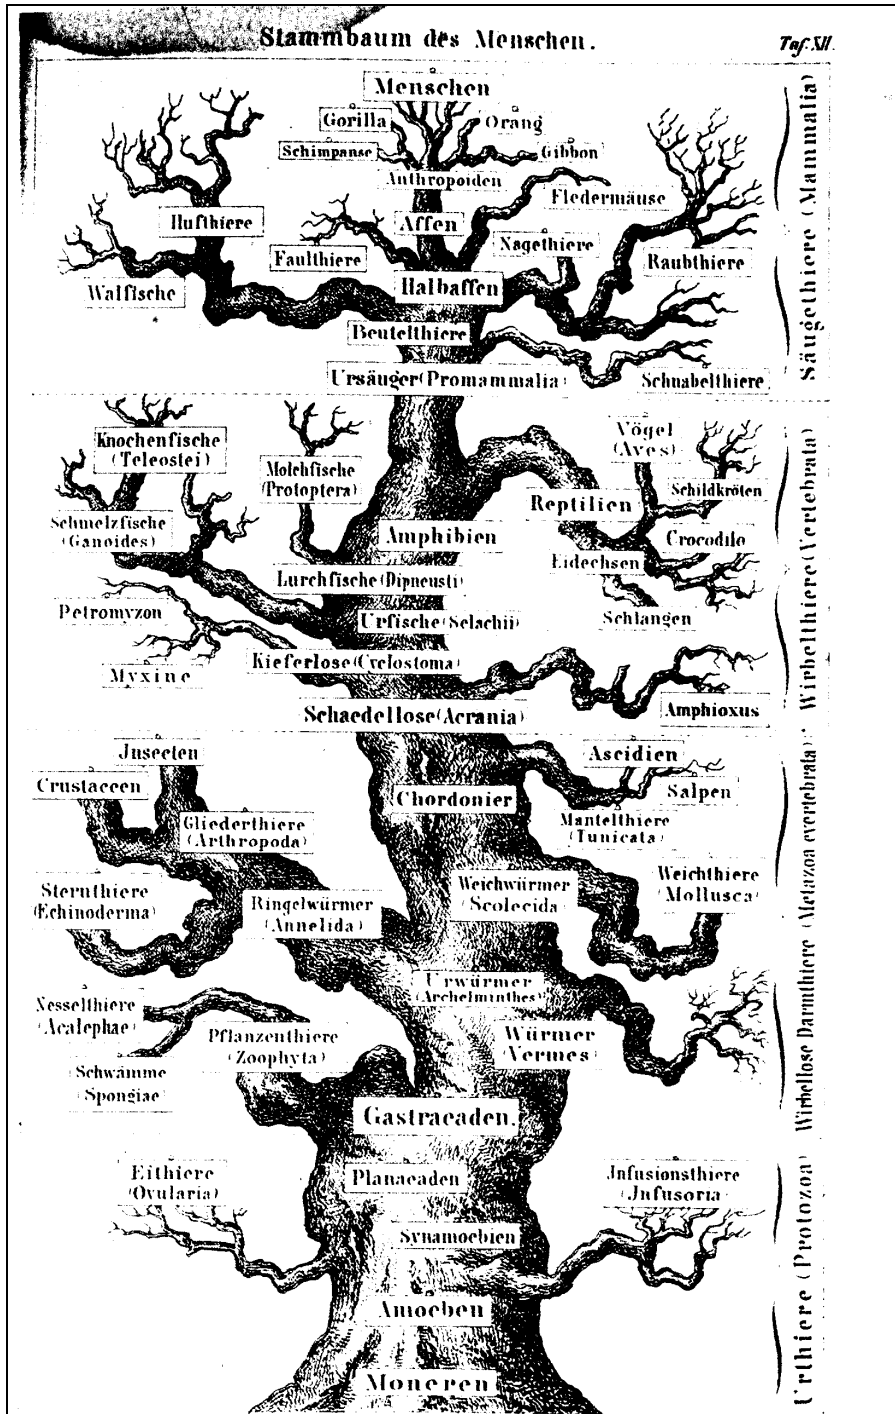 Stammbaum des Menschen.
Taf. XII.
Menschen
Gorilla
Orang
Schimpanse
Gibbon
Anthropoiden
Fledermäuse
Hufthiere
Affen
Nagethiere
Faulthiere
Raubthiere
Walfische
Halbaffen
Beutelthiere
Ursäuger (Promammalia)
Schnabelthiere
Säugethiere (Mammalia)
Knochenfische
(Teleostei)
Molchfische
(Protoptera)
Vögel
(Aves)
Schildkröten
Reptilien
Schmelzfische
(Ganoides)
Amphibien
Crocodile
Eidechsen
Lurchfische (Dipneusti)
Petromyzon
Urfische (Selachii)
Schlangen
Kieferlose (Cyclostoma)
Myxine
Schaedellose (Acrania)
Amphioxus
Wirbelthiere (Vertebrata)
Jnsecten
Ascidien
Crustaceen
Chordonier
Salpen
Gliederthiere
(Arthropoda)
Mantelthiere
(Tunicata)
Sternthiere
(Echinoderma)
Ringelwürmer
(Annelida)
Weichwürmer
(Scolecida)
Weichthiere
(Mollusca)
Urwürmer
(Archelminthes)
Nesselthiere
(Acalephae)
Pflanzenthiere
(Zoophyta)
Würmer
(Vermes)
Schwämme
(Spongiae)
Gastraeaden.
Wirbellose Darmthiere (Metazoa evertebrata)
Eithiere
(Ovularia)
Planaeaden
Jnfusionsthiere
(Jnfusoria)
Synamoebien
Amoeben
Moneren
Urthiere (Protozoa)